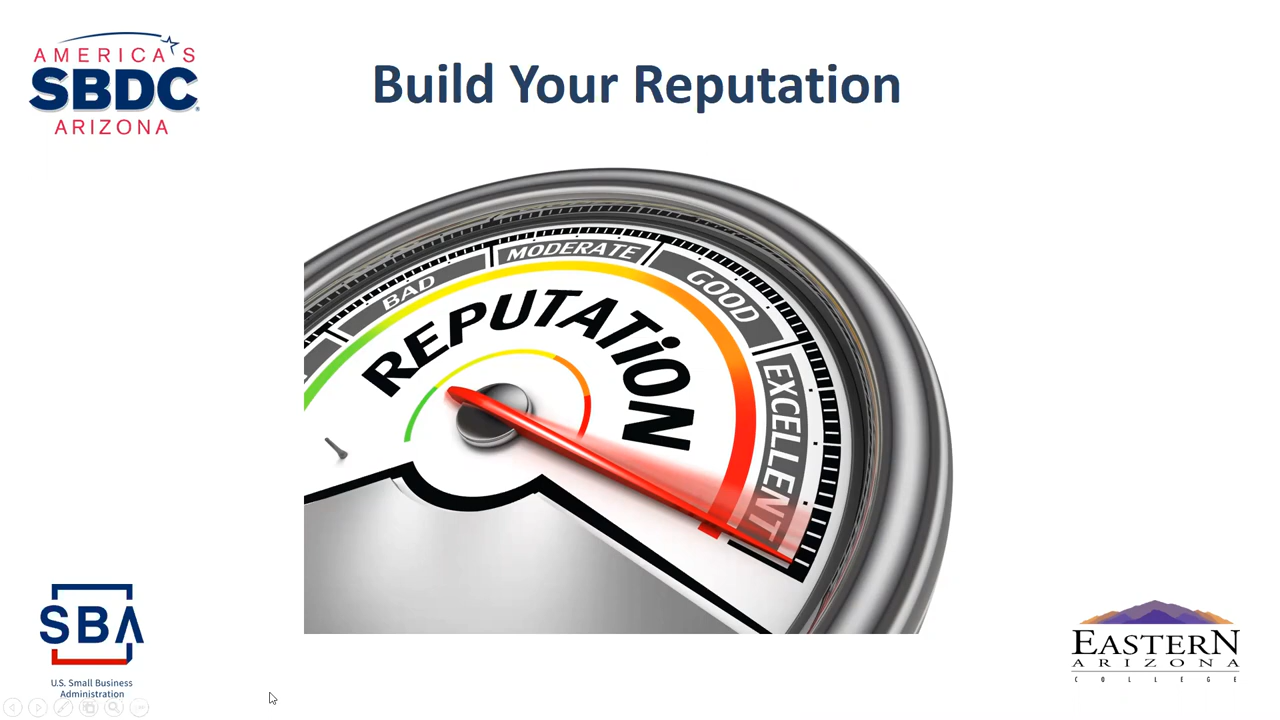 AMERICA'S
SBDC
ARIZONA
Build Your Reputation
BAD
MODERATE
GOOD
EXCELLENT
REPUTATiON
SBA
U.S. Small Business
Administration
EASTERN
ARIZONA
COLLEGE